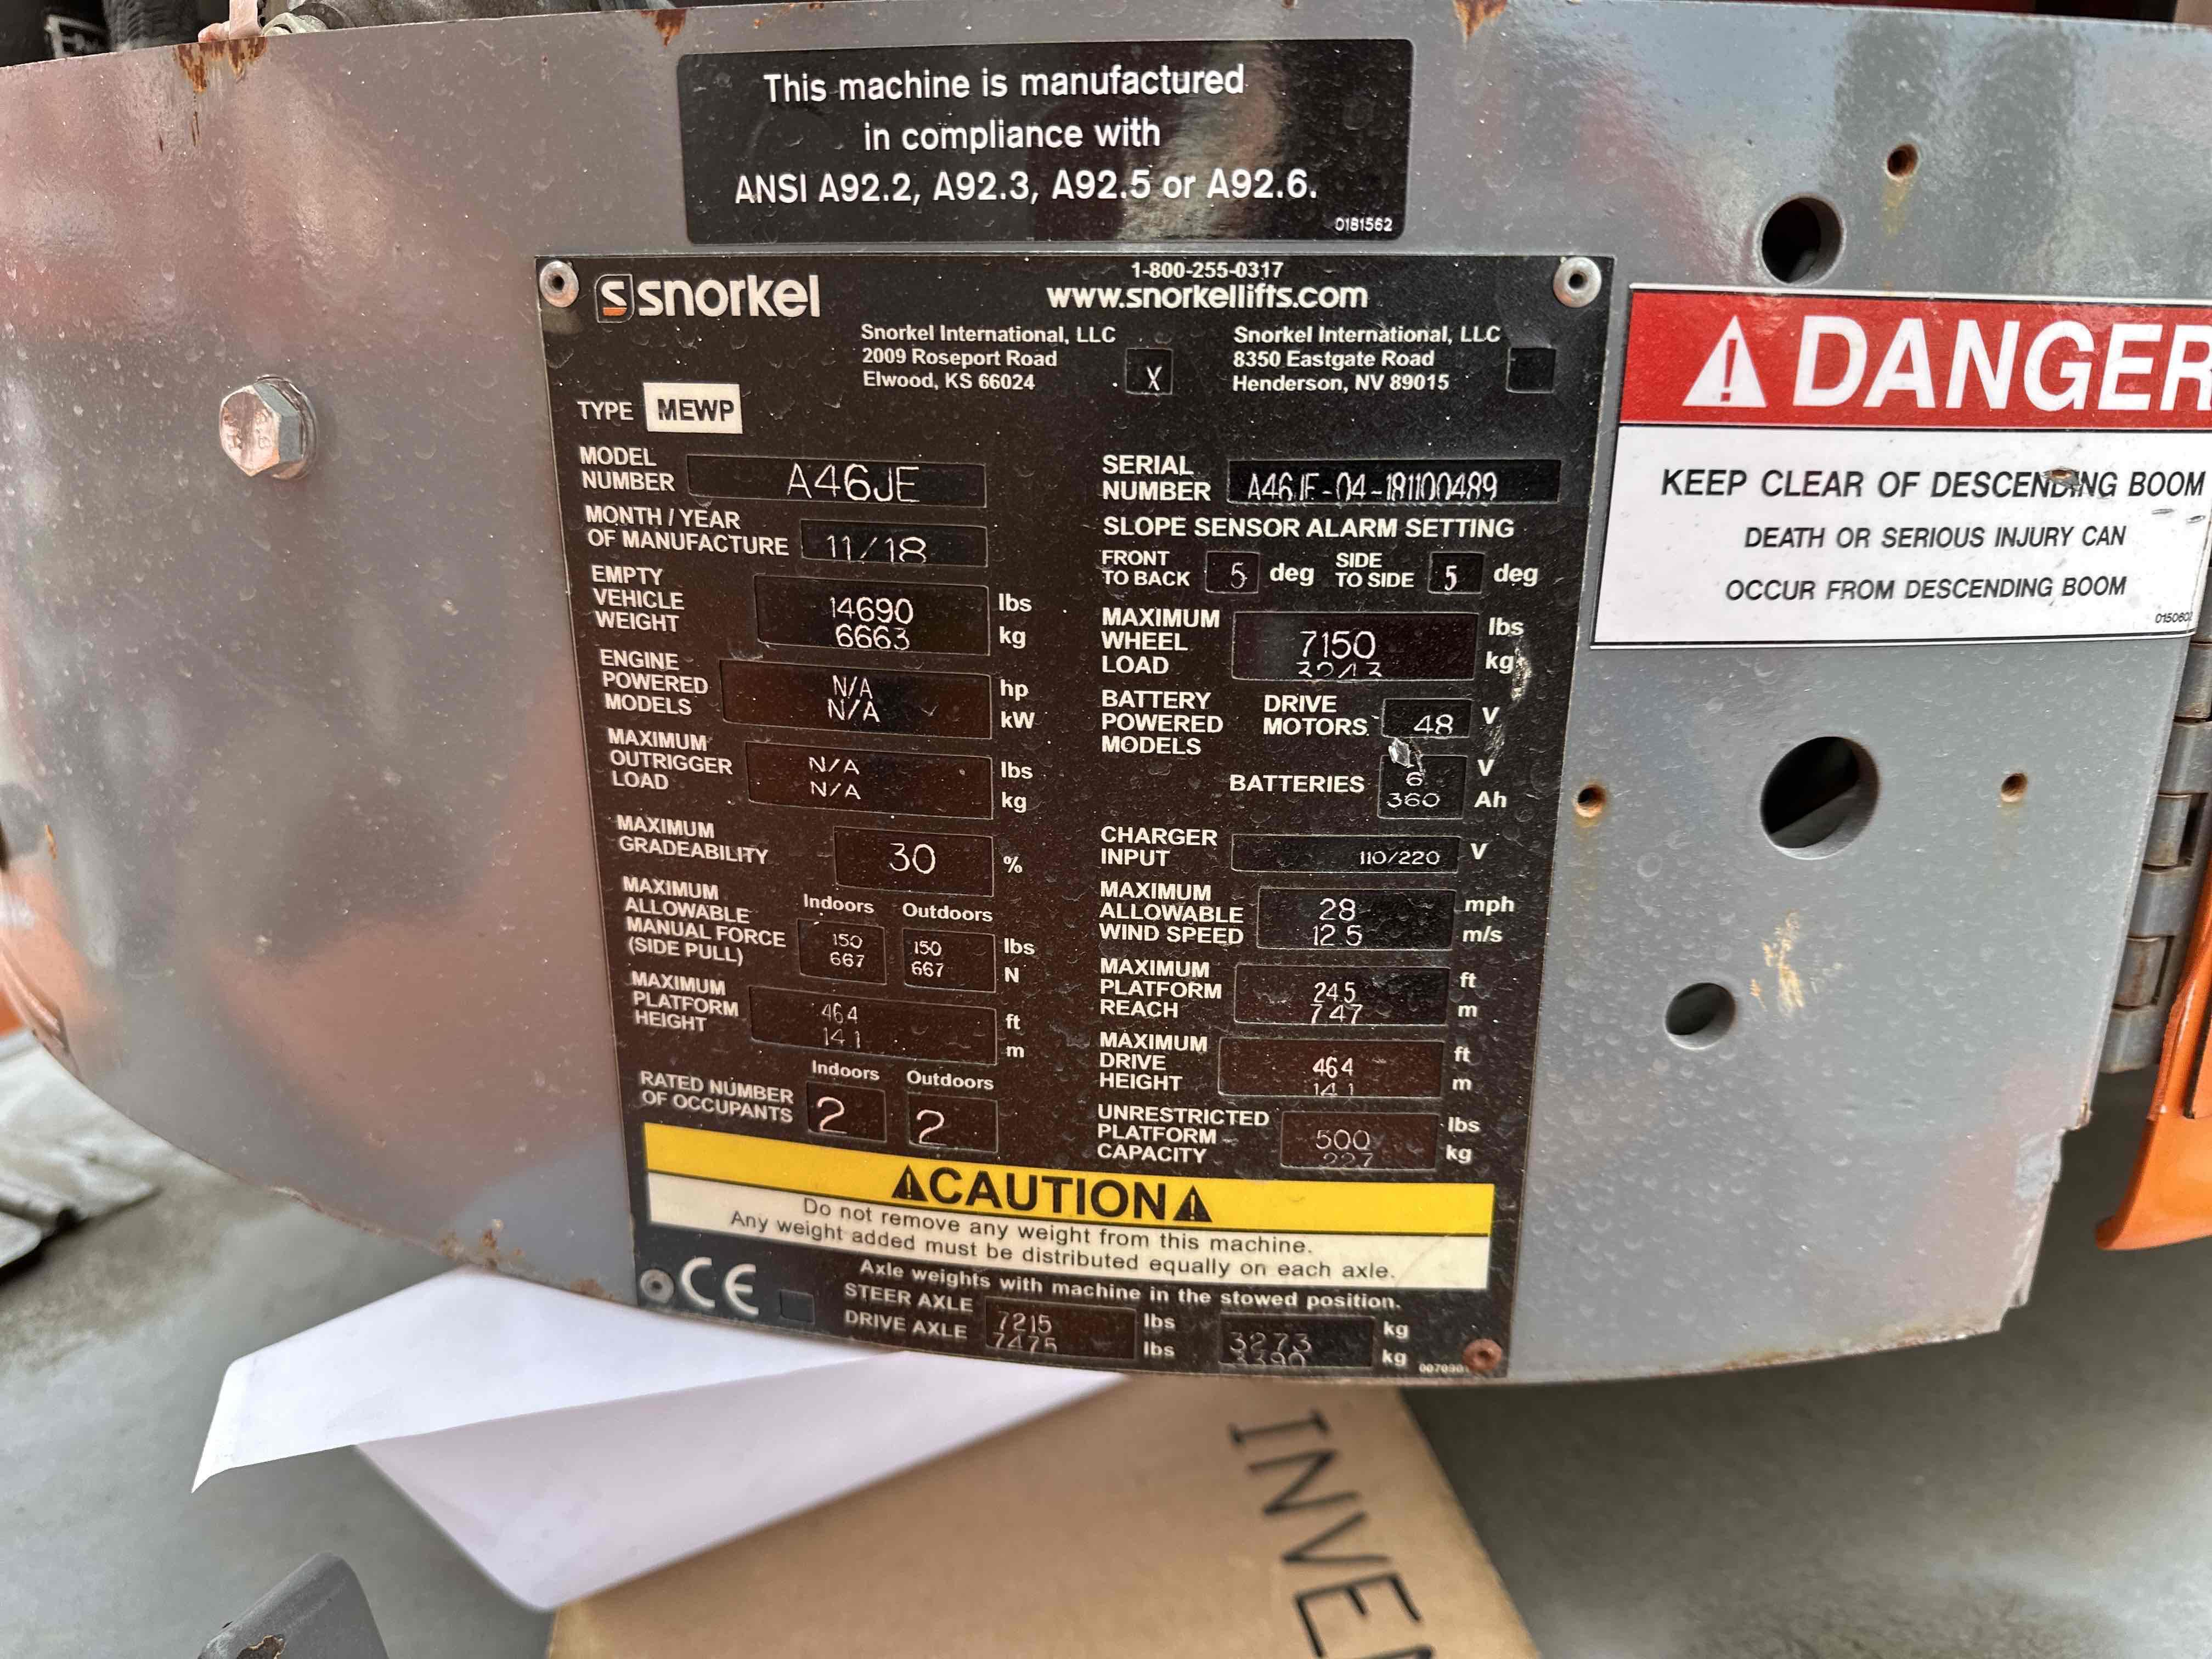 This machine is manufactured
in compliance with
ANSI A92.2, A92.3, A92.5 or A92.6.
0181562
snorkel
1-800-255-0317
www.snorkellifts.com
Snorkel International, LLC
2009 Roseport Road
Elwood, KS 66024
X
Snorkel International, LLC
8350 Eastgate Road
Henderson, NV 89015
TYPE MEWP
MODEL
NUMBER
A46JE
MONTH / YEAR
OF MANUFACTURE
11/18
EMPTY
VEHICLE
WEIGHT
14690 lbs
6663 kg
ENGINE
POWERED
MODELS
N/A hp
N/A kW
MAXIMUM
OUTRIGGER
LOAD
N/A lbs
N/A kg
MAXIMUM
GRADEABILITY
30 %
MAXIMUM
ALLOWABLE
MANUAL FORCE
(SIDE PULL)
Indoors Outdoors
150 150 lbs
667 667 N
MAXIMUM
PLATFORM
HEIGHT
46 4 ft
14 1 m
RATED NUMBER
OF OCCUPANTS
Indoors Outdoors
2 2
SERIAL
NUMBER
A46JE-04-181100489
SLOPE SENSOR ALARM SETTING
FRONT
TO BACK
5 deg
SIDE
TO SIDE
5 deg
MAXIMUM
WHEEL
LOAD
7150 lbs
3243 kg
BATTERY
POWERED
MODELS
DRIVE
MOTORS
48 V
BATTERIES
6 V
360 Ah
CHARGER
INPUT
110/220 V
MAXIMUM
ALLOWABLE
WIND SPEED
28 mph
12 5 m/s
MAXIMUM
PLATFORM
REACH
24 5 ft
7 47 m
MAXIMUM
DRIVE
HEIGHT
46 4 ft
14 1 m
UNRESTRICTED
PLATFORM
CAPACITY
500 lbs
227 kg
CAUTION
Do not remove any weight from this machine.
Any weight added must be distributed equally on each axle.
CE
Axle weights with machine in the stowed position.
STEER AXLE 7215 lbs 3273 kg
DRIVE AXLE 7475 lbs 3390 kg
DANGER
KEEP CLEAR OF DESCENDING BOOM
DEATH OR SERIOUS INJURY CAN
OCCUR FROM DESCENDING BOOM